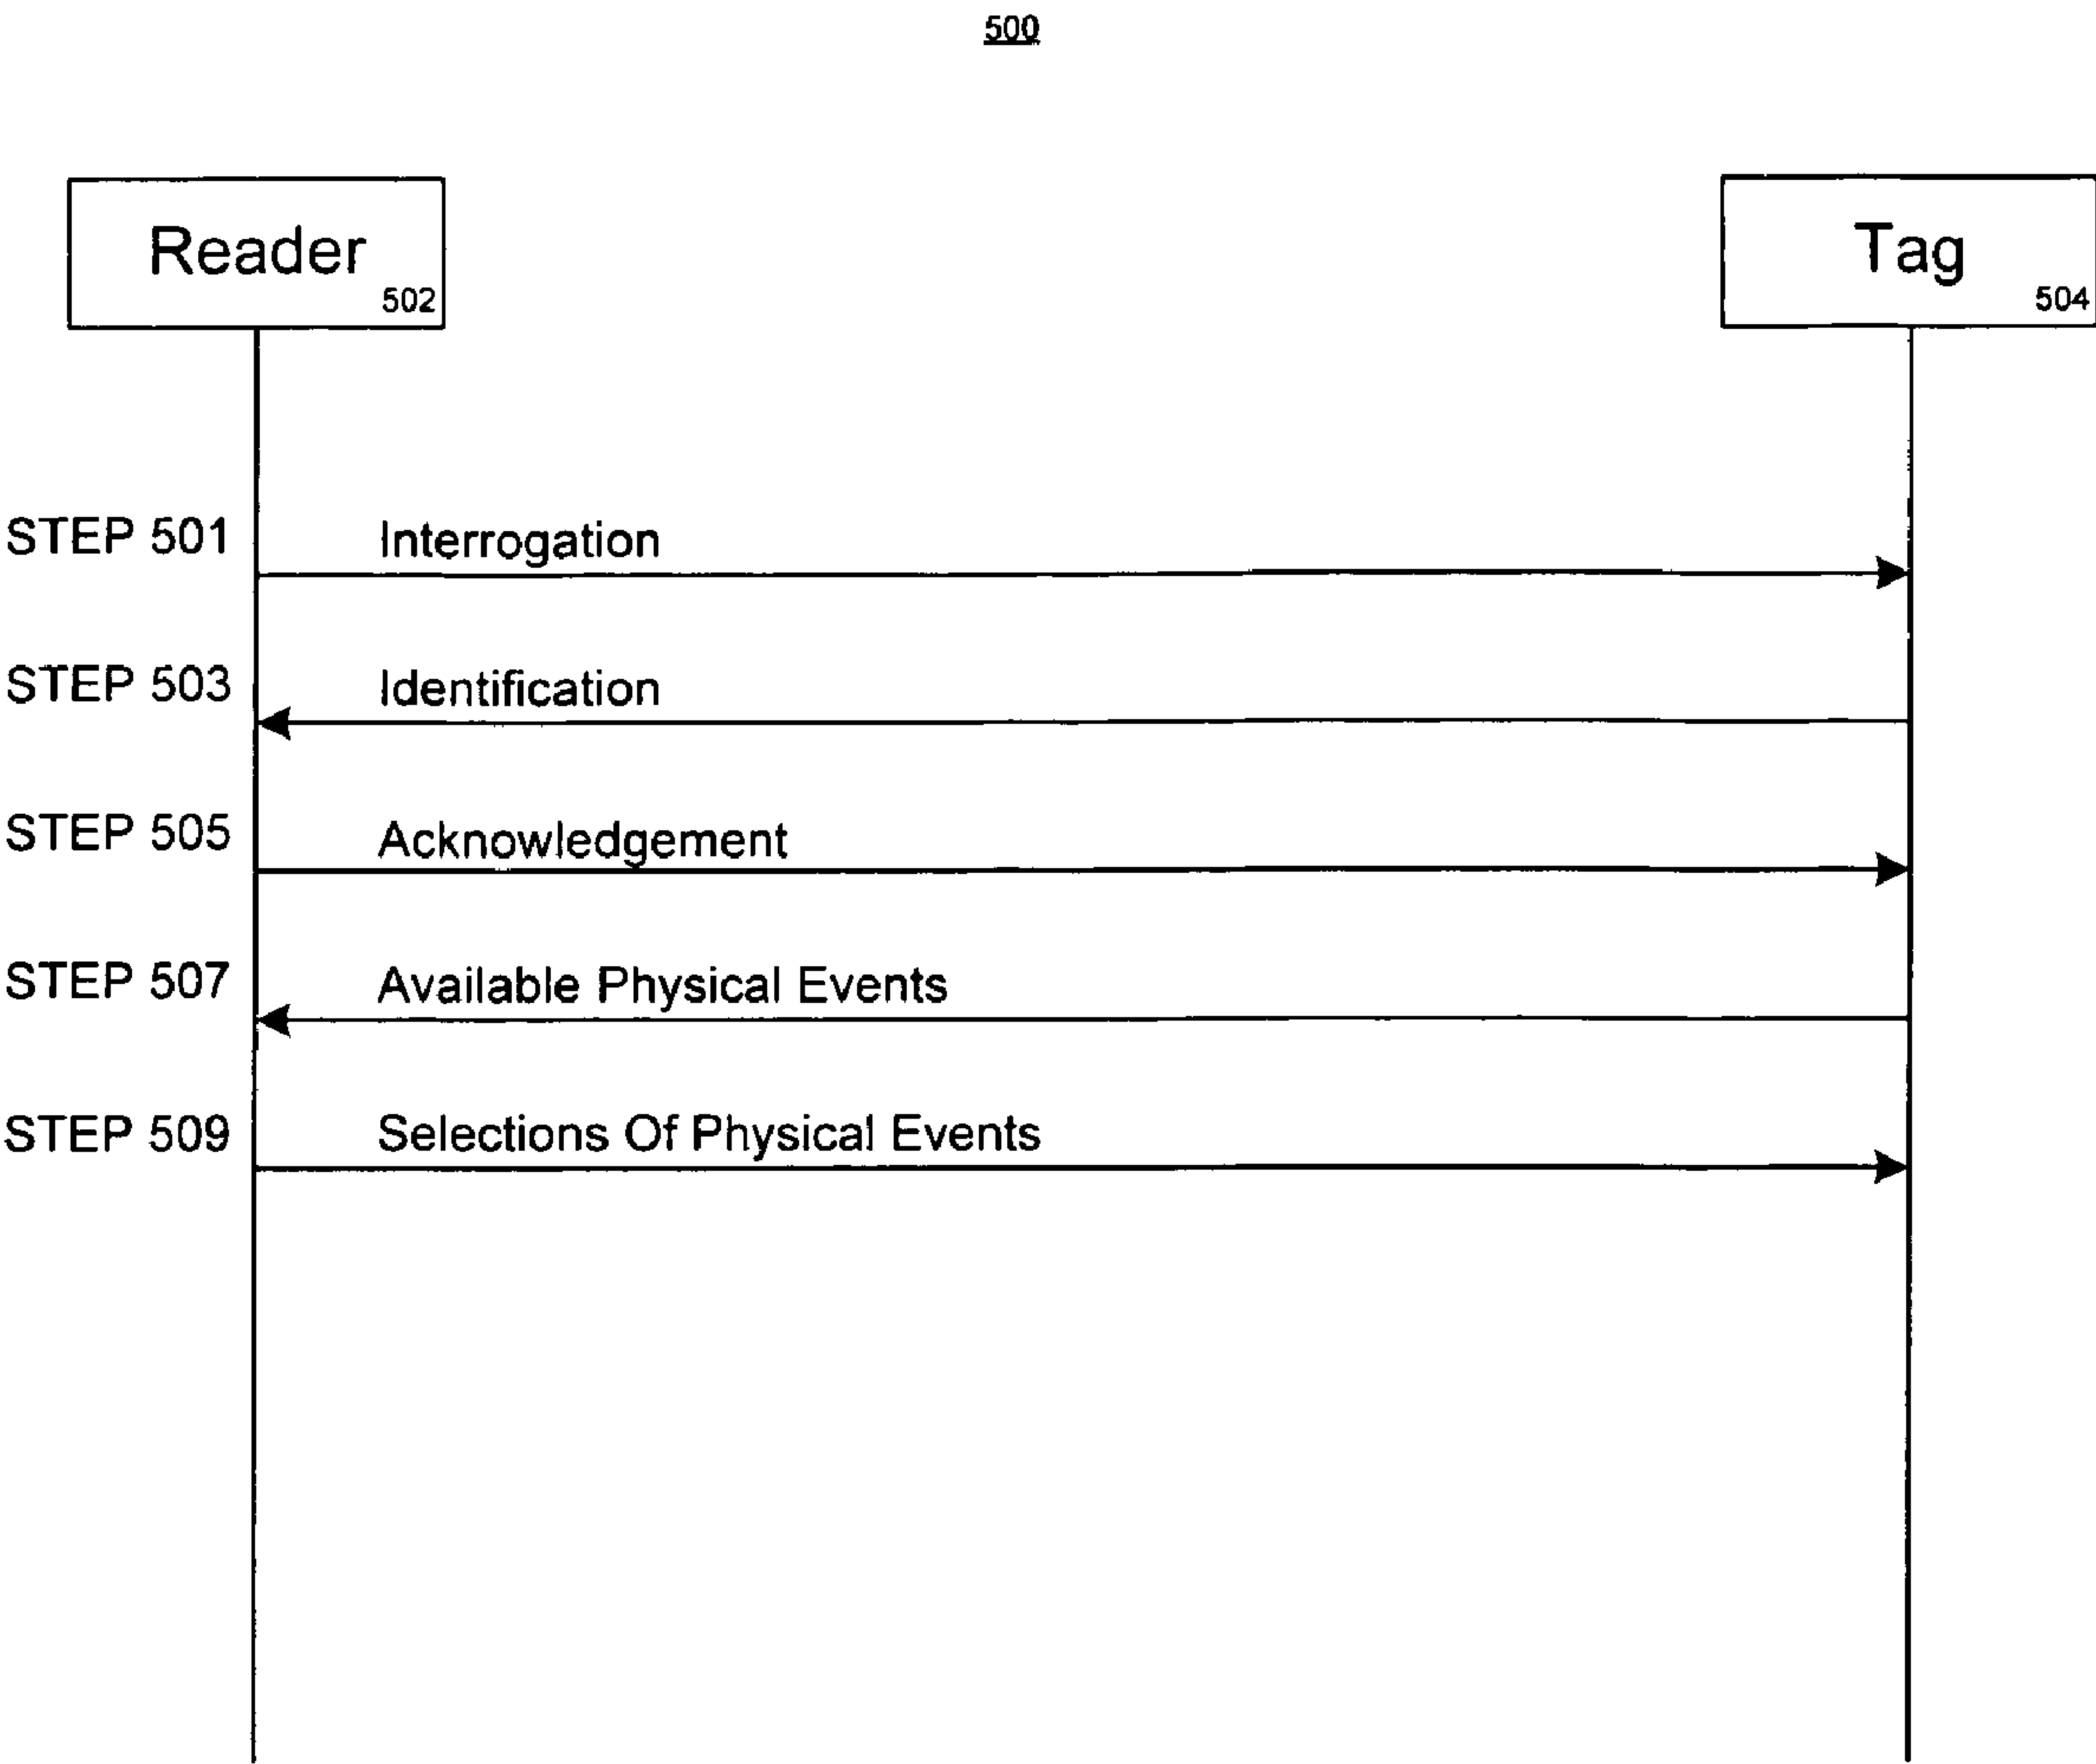 500
Reader
502
Tag
504
STEP 501
Interrogation
STEP 503
Identification
STEP 505
Acknowledgement
STEP 507
Available Physical Events
STEP 509
Selections Of Physical Events